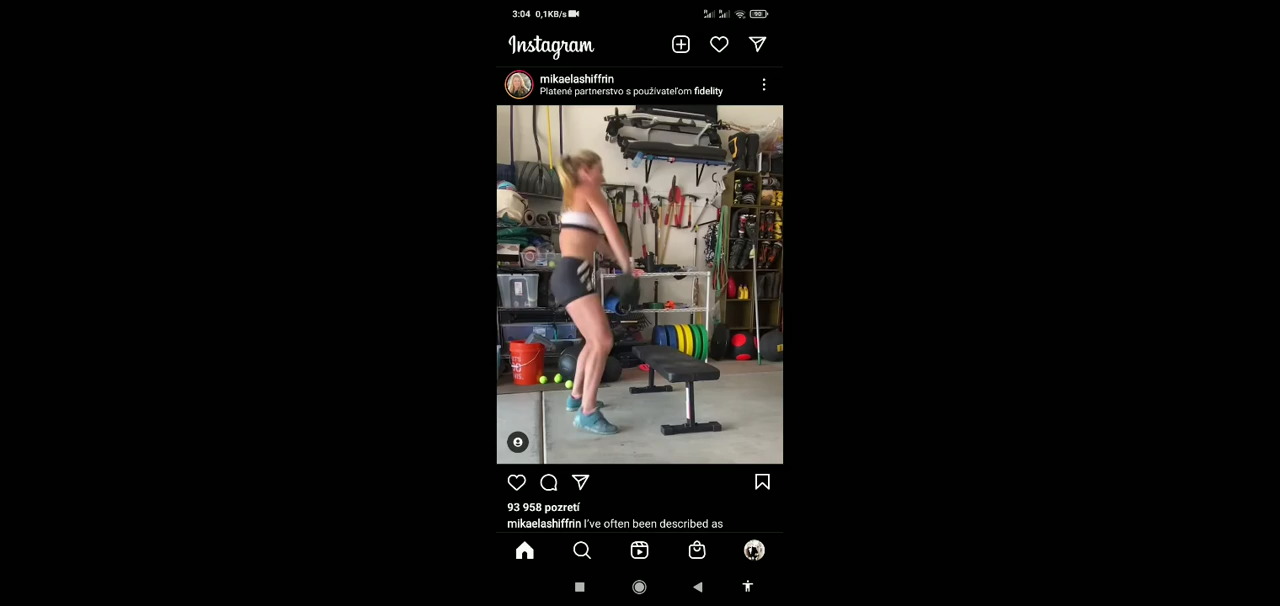 3:04 0,1KB/s
90
Instagram
mikaelashiffrin
Platené partnerstvo s používateľom fidelity
93 958 pozretí
mikaelashiffrin I've often been described as